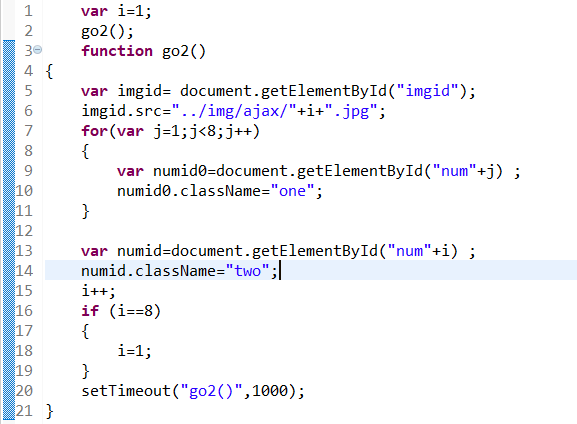 1 var i=1;
2 go2();
3 function go2()
4 {
5 var imgid= document.getElementById("imgid");
6 imgid.src="../img/ajax/"+i+".jpg";
7 for(var j=1;j<8;j++)
8 {
9 var numid0=document.getElementById("num"+j) ;
10 numid0.className="one";
11 }
12
13 var numid=document.getElementById("num"+i) ;
14 numid.className="two";
15 i++;
16 if (i==8)
17 {
18 i=1;
19 }
20 setTimeout("go2()",1000);
21 }